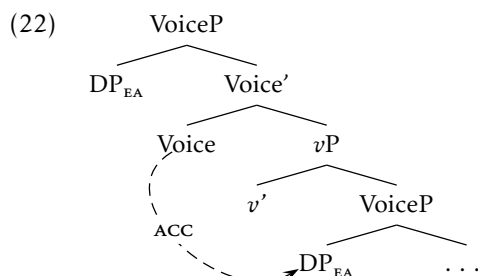 (22) VoiceP
DP_EA Voice'
Voice vP
v' VoiceP
ACC
DP_EA . . .